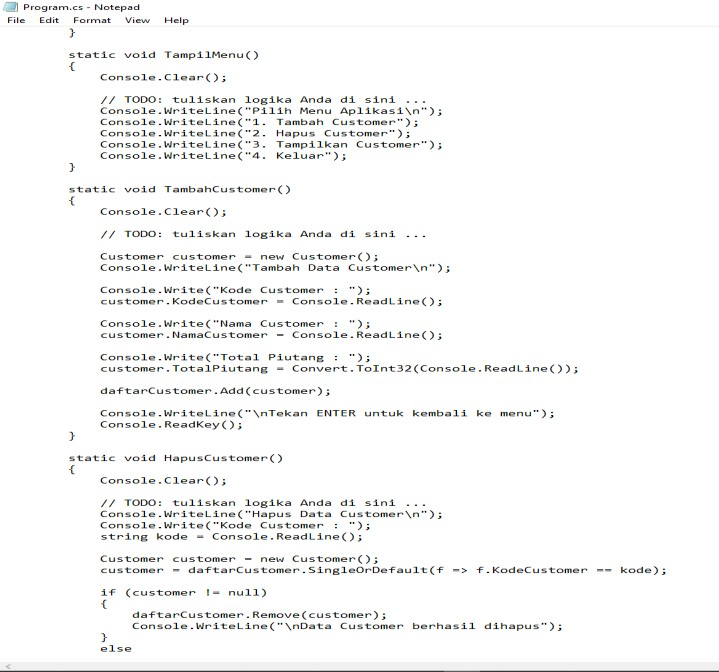 Program.cs - Notepad
File Edit Format View Help
        }

        static void TampilMenu()
        {
            Console.Clear();

            // TODO: tuliskan logika Anda di sini ...
            Console.WriteLine("Pilih Menu Aplikasi\n");
            Console.WriteLine("1. Tambah Customer");
            Console.WriteLine("2. Hapus Customer");
            Console.WriteLine("3. Tampilkan Customer");
            Console.WriteLine("4. Keluar");
        }

        static void TambahCustomer()
        {
            Console.Clear();

            // TODO: tuliskan logika Anda di sini ...

            Customer customer = new Customer();
            Console.WriteLine("Tambah Data Customer\n");

            Console.Write("Kode Customer : ");
            customer.KodeCustomer = Console.ReadLine();

            Console.Write("Nama Customer : ");
            customer.NamaCustomer = Console.ReadLine();

            Console.Write("Total Piutang : ");
            customer.TotalPiutang = Convert.ToInt32(Console.ReadLine());

            daftarCustomer.Add(customer);

            Console.WriteLine("\nTekan ENTER untuk kembali ke menu");
            Console.ReadKey();
        }

        static void HapusCustomer()
        {
            Console.Clear();

            // TODO: tuliskan logika Anda di sini ...
            Console.WriteLine("Hapus Data Customer\n");
            Console.Write("Kode Customer : ");
            string kode = Console.ReadLine();

            Customer customer = new Customer();
            customer = daftarCustomer.SingleOrDefault(f => f.KodeCustomer == kode);

            if (customer != null)
            {
                daftarCustomer.Remove(customer);
                Console.WriteLine("\nData Customer berhasil dihapus");
            }
            else